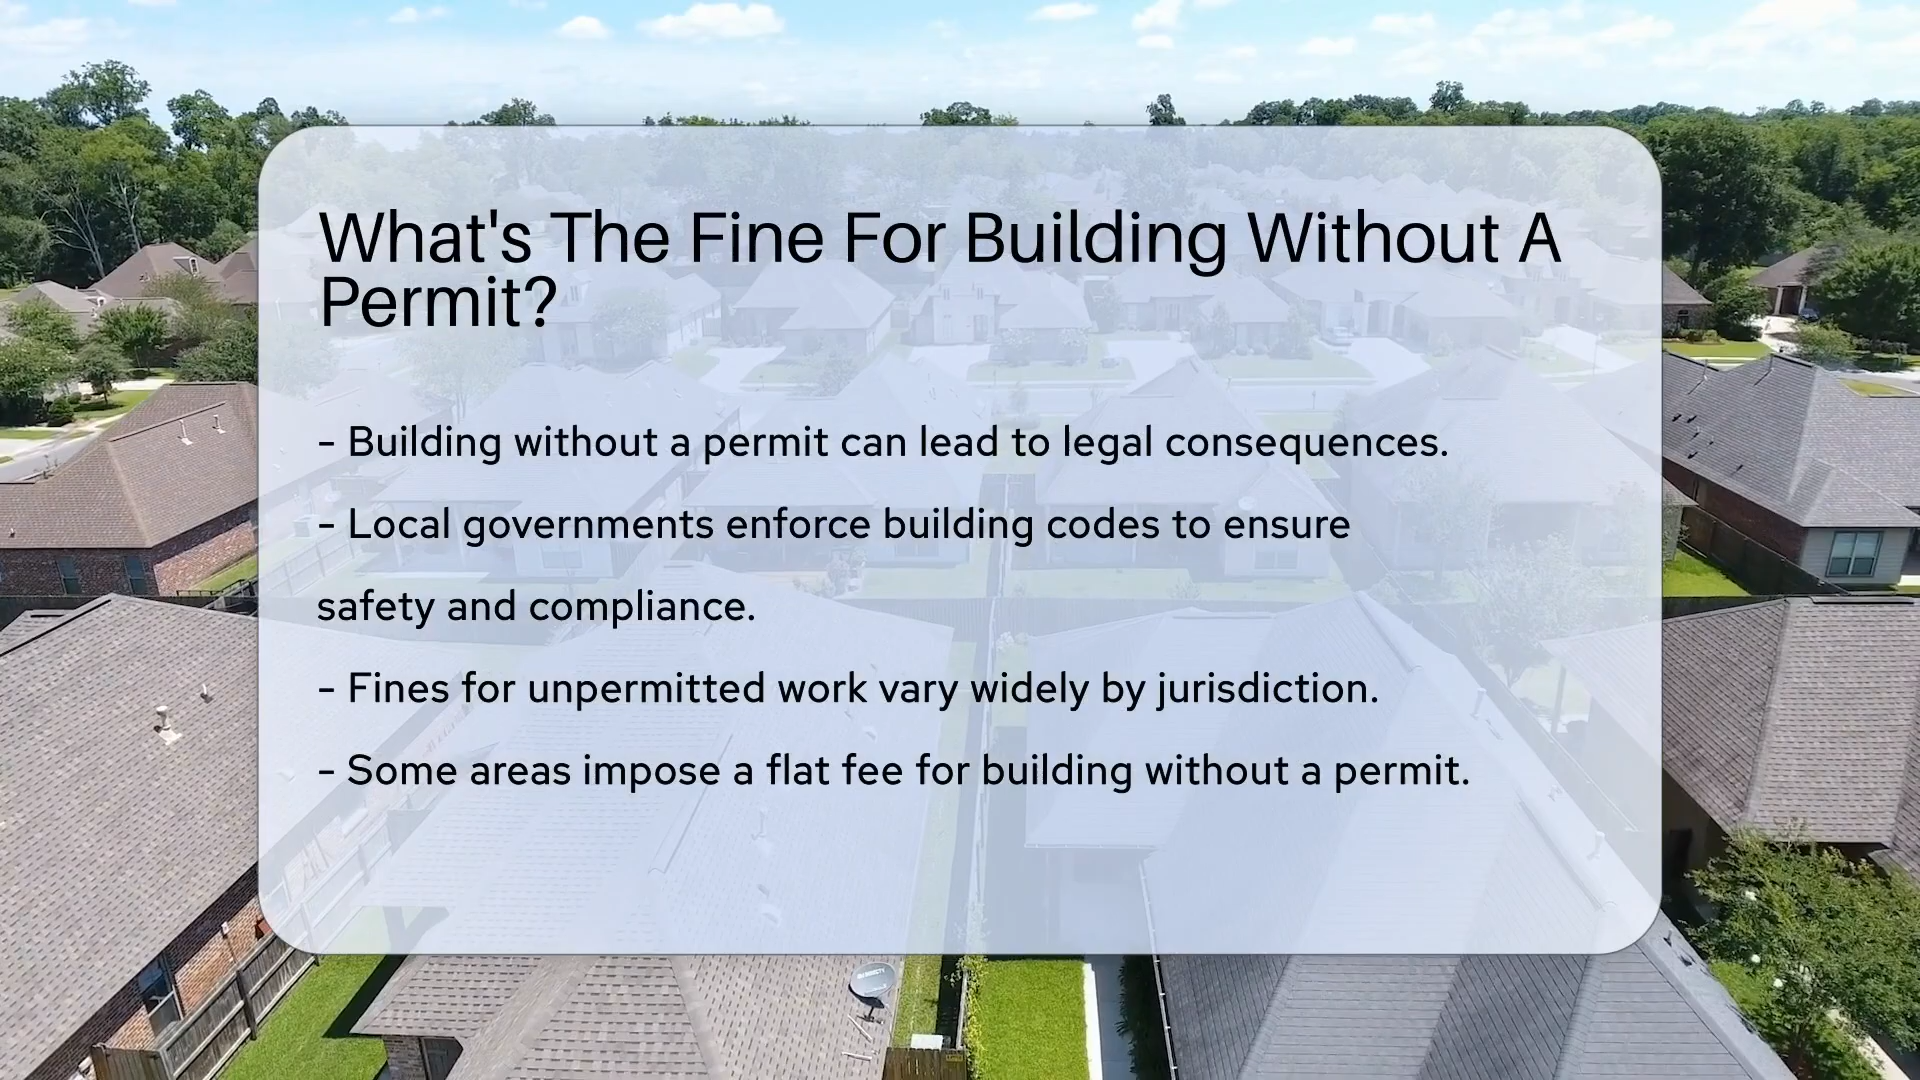 What's The Fine For Building Without A
Permit?
- Building without a permit can lead to legal consequences.
- Local governments enforce building codes to ensure
safety and compliance.
- Fines for unpermitted work vary widely by jurisdiction.
- Some areas impose a flat fee for building without a permit.